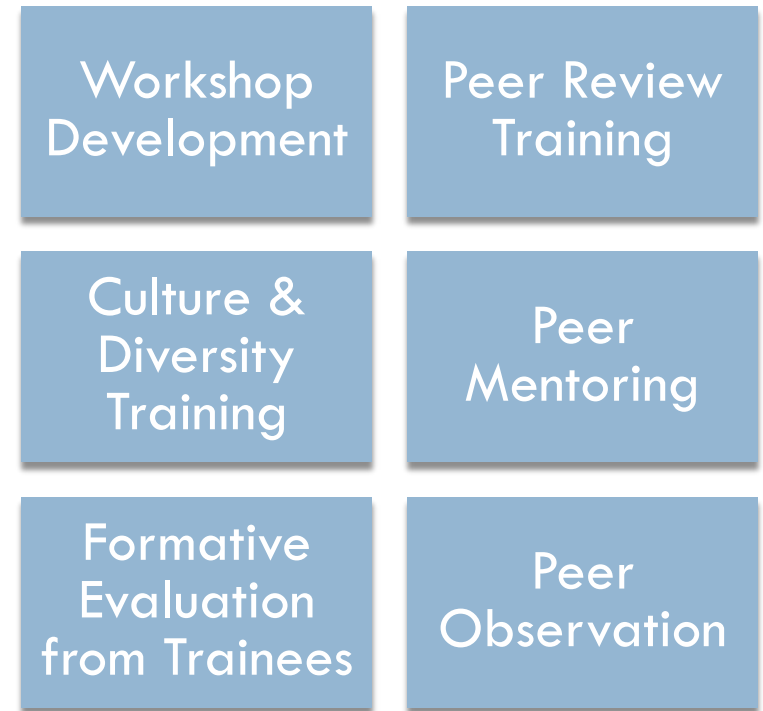 Workshop
Development
Peer Review
Training
Culture &
Diversity
Training
Peer
Mentoring
Formative
Evaluation
from Trainees
Peer
Observation